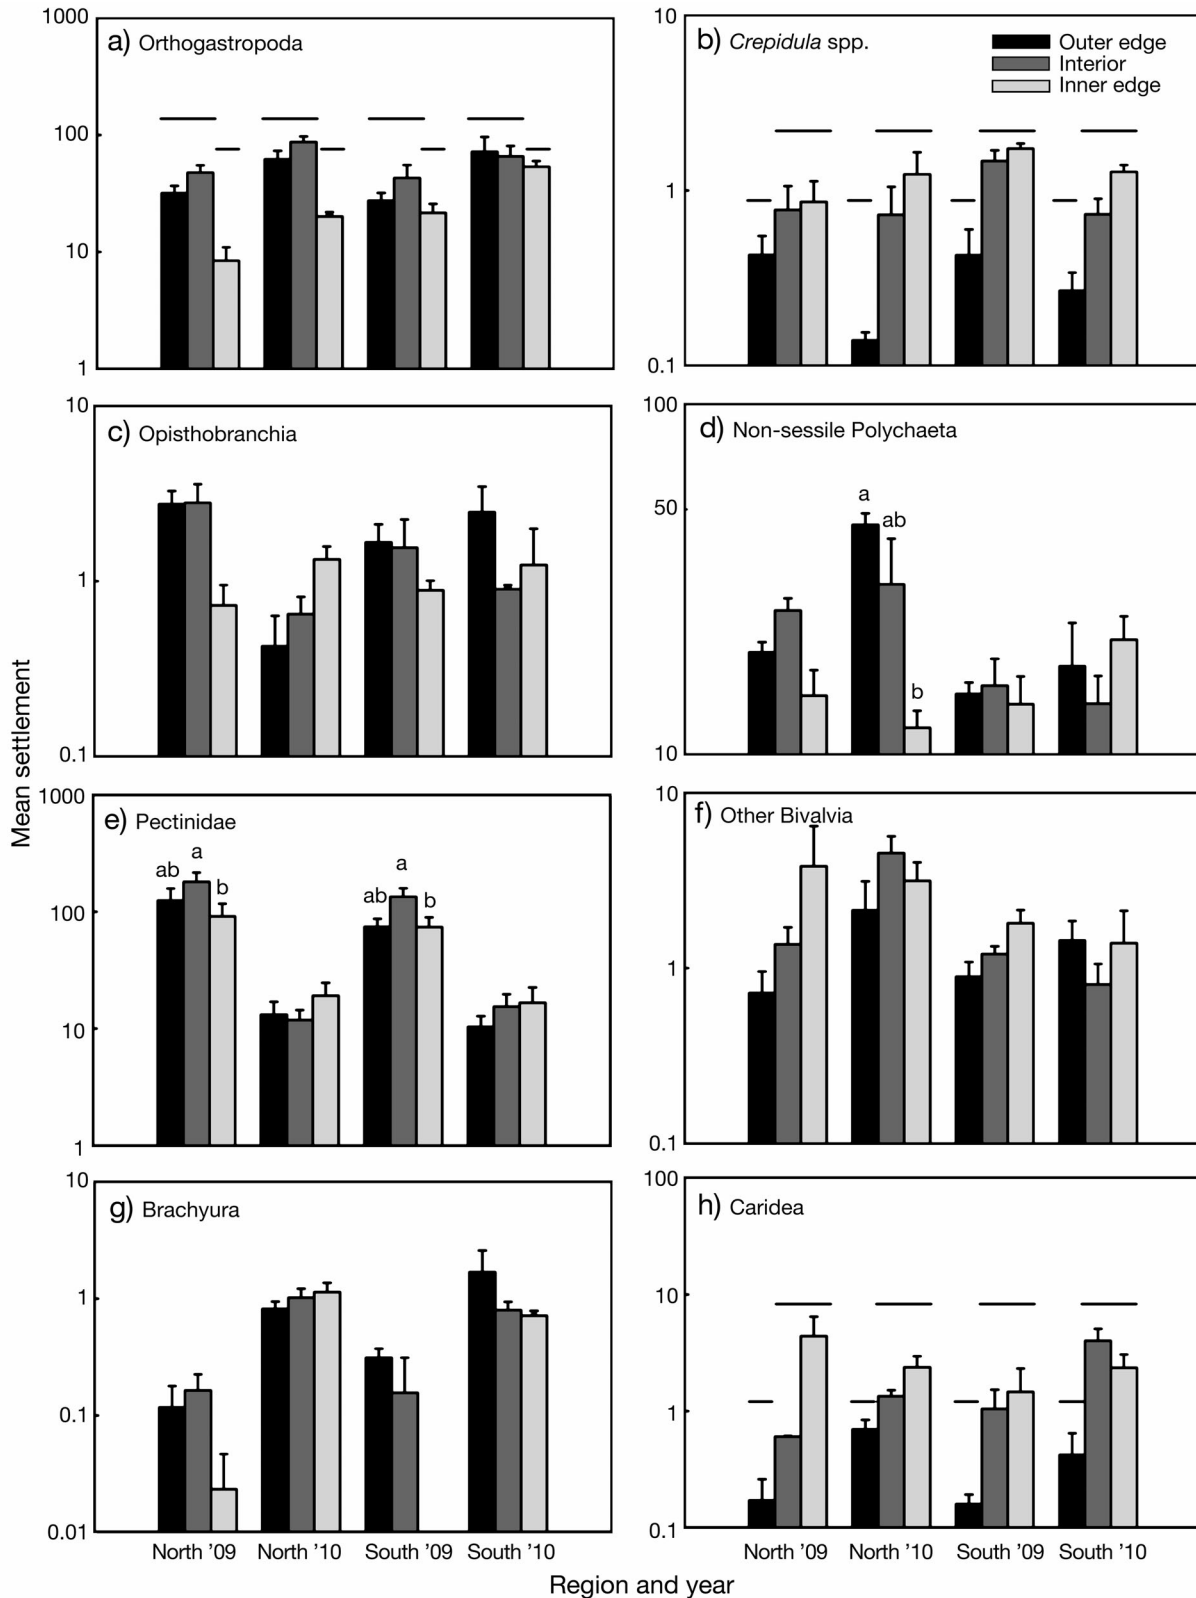 Mean settlement
a) Orthogastropoda
1000
100
10
1
b) Crepidula spp.
Outer edge
Interior
Inner edge
10
1
0.1
c) Opisthobranchia
10
1
0.1
d) Non-sessile Polychaeta
100
50
10
a
ab
b
e) Pectinidae
1000
100
10
1
ab
a
b
ab
a
b
f) Other Bivalvia
10
1
0.1
g) Brachyura
10
1
0.1
0.01
North ’09 North ’10 South ’09 South ’10
h) Caridea
100
10
1
0.1
North ’09 North ’10 South ’09 South ’10
Region and year